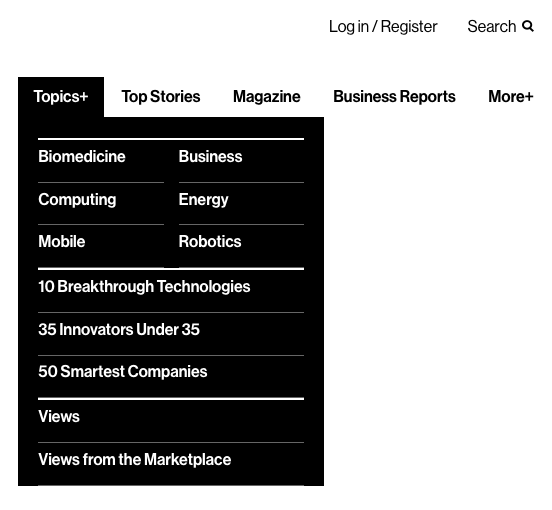 Log in / Register Search
Topics+ Top Stories Magazine Business Reports More+
Biomedicine Business
Computing Energy
Mobile Robotics
10 Breakthrough Technologies
35 Innovators Under 35
50 Smartest Companies
Views
Views from the Marketplace